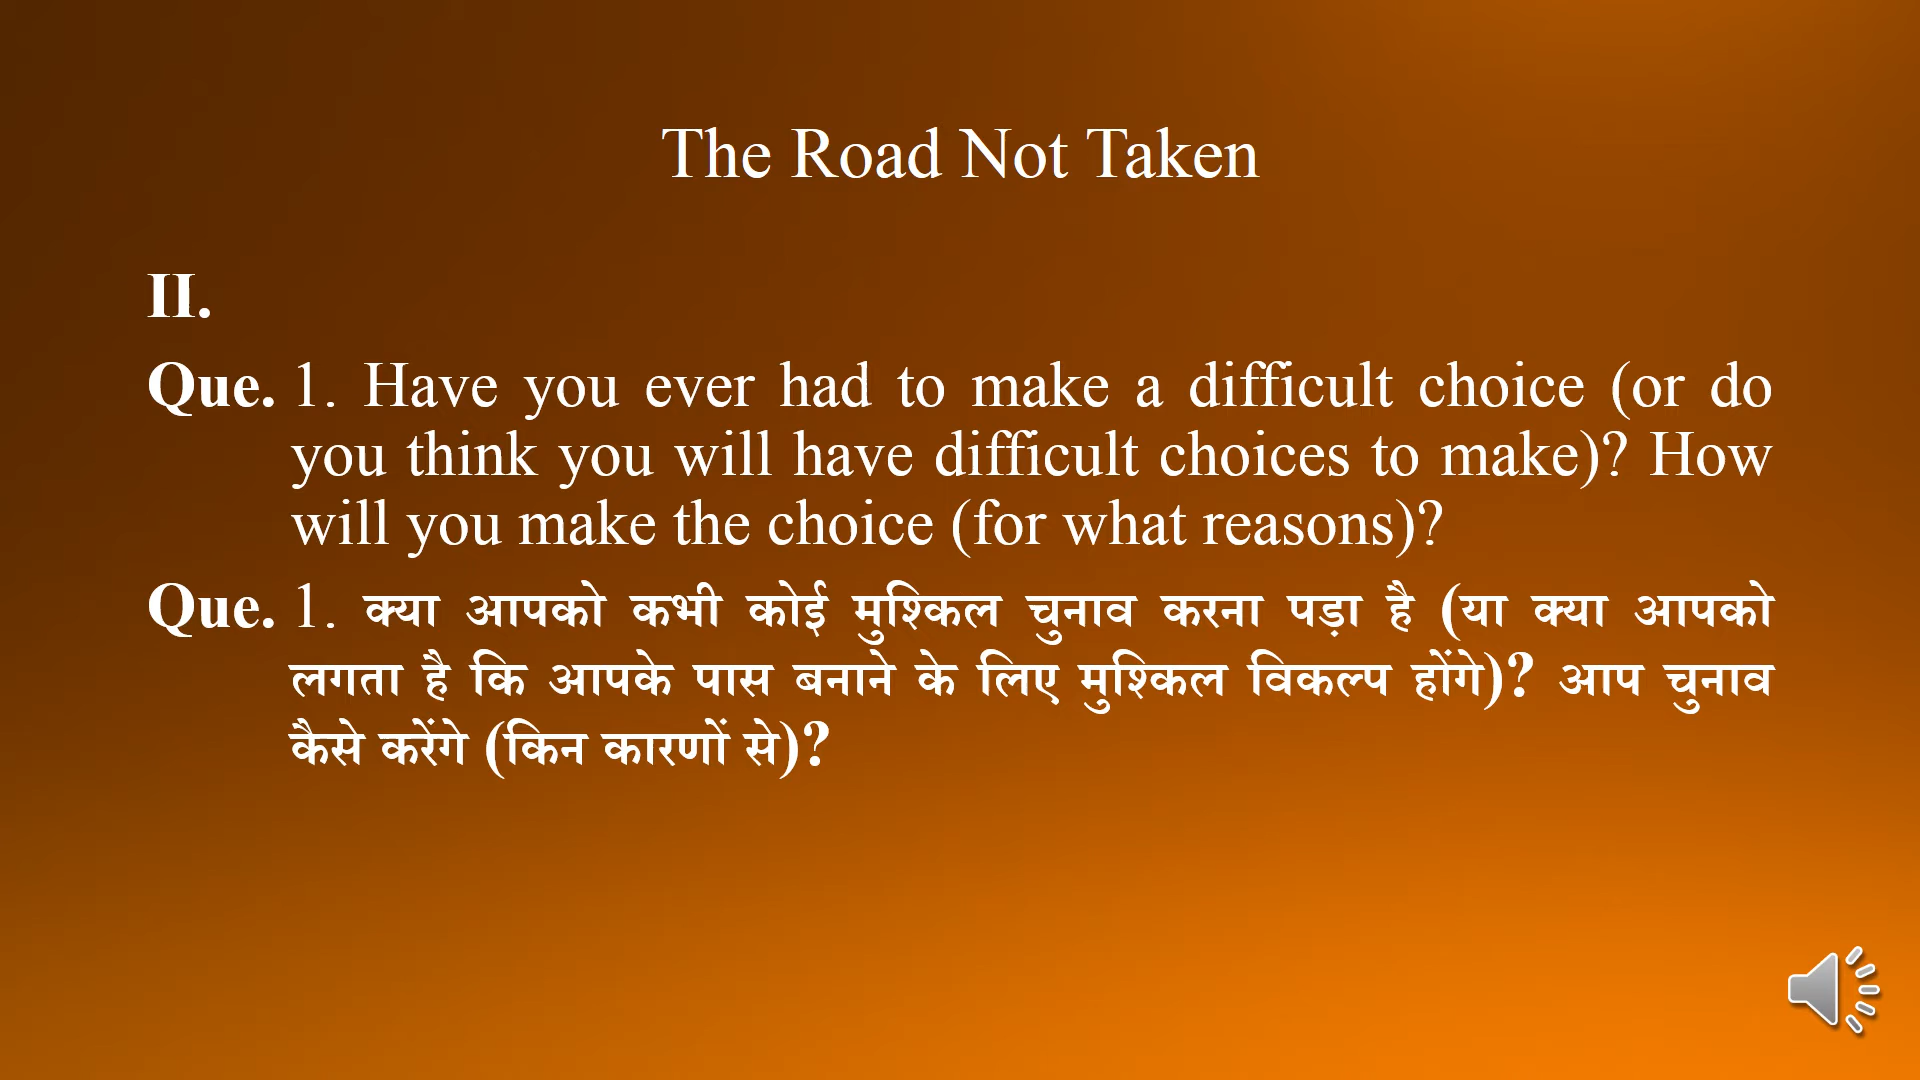 The Road Not Taken
II.
Que. 1. Have you ever had to make a difficult choice (or do
you think you will have difficult choices to make)? How
will you make the choice (for what reasons)?
Que. 1. क्या आपको कभी कोई मुश्किल चुनाव करना पड़ा है (या क्या आपको
लगता है कि आपके पास बनाने के लिए मुश्किल विकल्प होंगे)? आप चुनाव
कैसे करेंगे (किन कारणों से)?